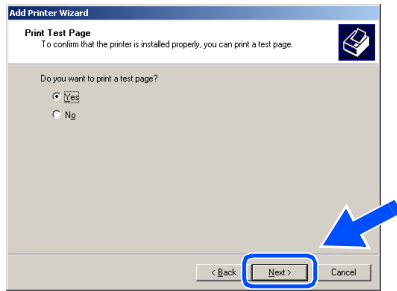 Add Printer Wizard
Print Test Page
To confirm that the printer is installed properly, you can print a test page.
Do you want to print a test page?
Yes
No
< Back Next > Cancel